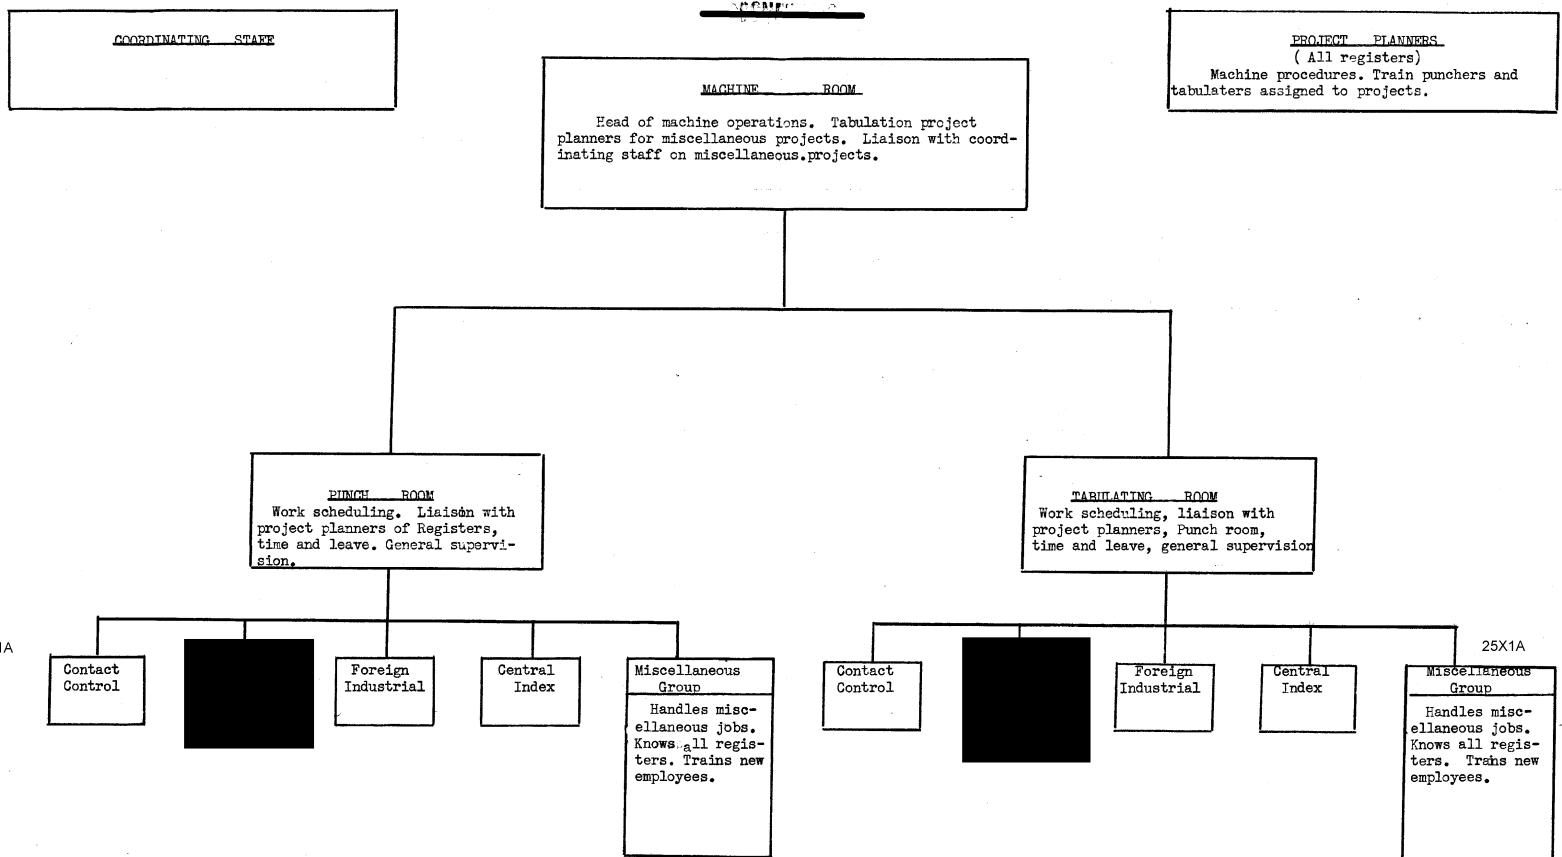 COORDINATING STAFF
PROJECT PLANNERS
( All registers)
Machine procedures. Train punchers and
tabulaters assigned to projects.
MACHINE ROOM
Head of machine operations. Tabulation project
planners for miscellaneous projects. Liaison with coord-
inating staff on miscellaneous.projects.
PUNCH ROOM
Work scheduling. Liaison with
project planners of Registers,
time and leave. General supervi-
sion.
TABULATING ROOM
Work scheduling, liaison with
project planners, Punch room,
time and leave, general supervision
1A
25X1A
Contact
Control
Foreign
Industrial
Central
Index
Miscellaneous
Group
Handles misc-
ellaneous jobs.
Knows all regis-
ters. Trains new
employees.
Contact
Control
Foreign
Industrial
Central
Index
Miscellaneous
Group
Handles misc-
ellaneous jobs.
Knows all regis-
ters. Trains new
employees.